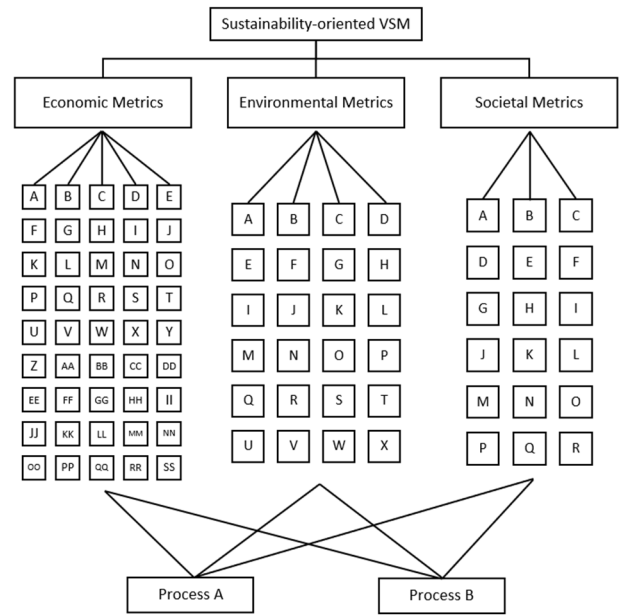 Sustainability-oriented VSM
Economic Metrics
Environmental Metrics
Societal Metrics
A B C D E
F G H I J
K L M N O
P Q R S T
U V W X Y
Z AA BB CC DD
EE FF GG HH II
JJ KK LL MM NN
OO PP QQ RR SS
A B C D
E F G H
I J K L
M N O P
Q R S T
U V W X
A B C
D E F
G H I
J K L
M N O
P Q R
Process A
Process B